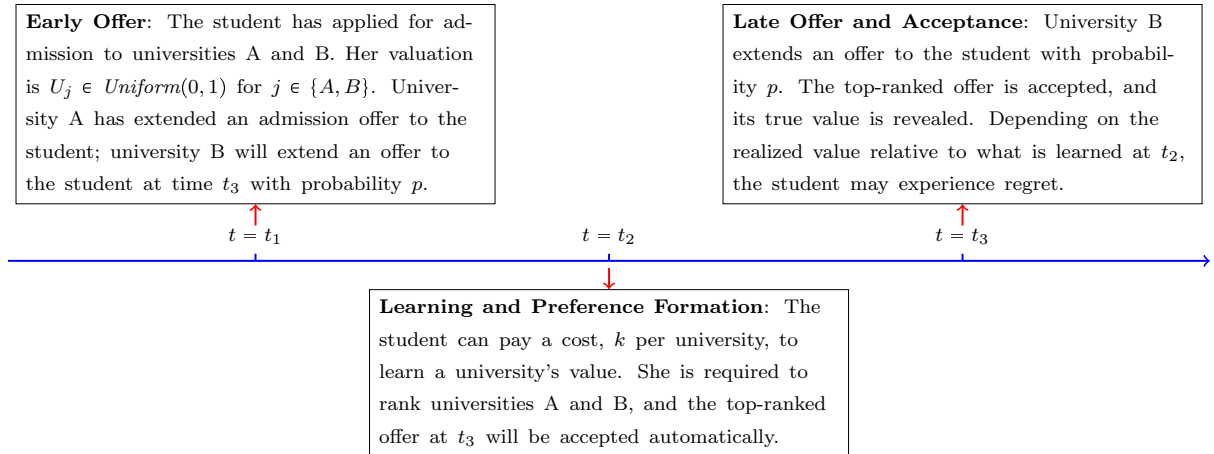 Early Offer: The student has applied for ad-
mission to universities A and B. Her valuation
is U_j ∈ Uniform(0, 1) for j ∈ {A, B}. Univer-
sity A has extended an admission offer to the
student; university B will extend an offer to
the student at time t_3 with probability p.
Late Offer and Acceptance: University B
extends an offer to the student with probabil-
ity p. The top-ranked offer is accepted, and
its true value is revealed. Depending on the
realized value relative to what is learned at t_2,
the student may experience regret.
t = t_1
t = t_2
t = t_3
Learning and Preference Formation: The
student can pay a cost, k per university, to
learn a university's value. She is required to
rank universities A and B, and the top-ranked
offer at t_3 will be accepted automatically.